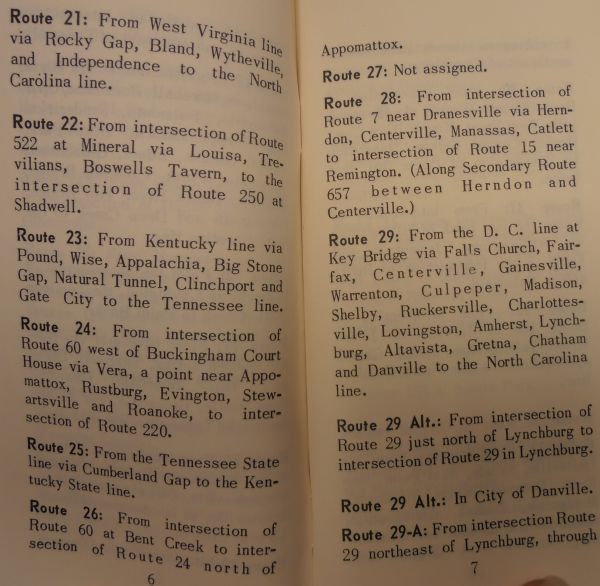 Route 21: From West Virginia line
via Rocky Gap, Bland, Wytheville,
and Independence to the North
Carolina line.
Route 22: From intersection of Route
522 at Mineral via Louisa, Tre-
vilians, Boswells Tavern, to the
intersection of Route 250 at
Shadwell.
Route 23: From Kentucky line via
Pound, Wise, Appalachia, Big Stone
Gap, Natural Tunnel, Clinchport and
Gate City to the Tennessee line.
Route 24: From intersection of
Route 60 west of Buckingham Court
House via Vera, a point near Appo-
mattox, Rustburg, Evington, Stew-
artsville and Roanoke, to inter-
section of Route 220.
Route 25: From the Tennessee State
line via Cumberland Gap to the Ken-
tucky State line.
Route 26: From intersection of
Route 60 at Bent Creek to inter-
section of Route 24 north of
6
Appomattox.
Route 27: Not assigned.
Route 28: From intersection of
Route 7 near Dranesville via Hern-
don, Centerville, Manassas, Catlett
to intersection of Route 15 near
Remington. (Along Secondary Route
657 between Herndon and
Centerville.)
Route 29: From the D. C. line at
Key Bridge via Falls Church, Fair-
fax, Centerville, Gainesville,
Warrenton, Culpeper, Madison,
Shelby, Ruckersville, Charlottes-
ville, Lovingston, Amherst, Lynch-
burg, Altavista, Gretna, Chatham
and Danville to the North Carolina
line.
Route 29 Alt.: From intersection of
Route 29 just north of Lynchburg to
intersection of Route 29 in Lynchburg.
Route 29 Alt.: In City of Danville.
Route 29-A: From intersection Route
29 northeast of Lynchburg, through
7